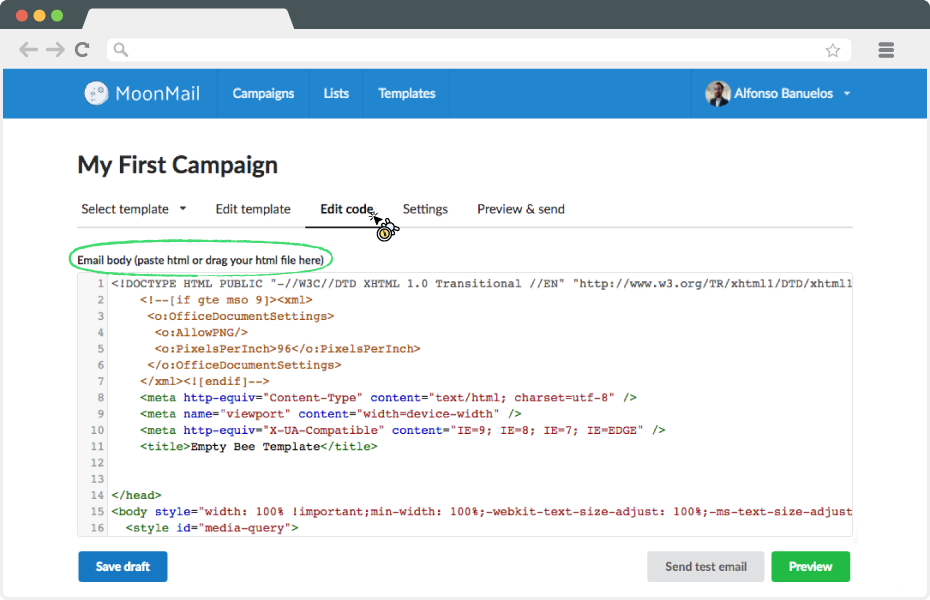 MoonMail Campaigns Lists Templates Alfonso Banuelos
My First Campaign
Select template Edit template Edit code Settings Preview & send
Email body (paste html or drag your html file here)
1 <!DOCTYPE HTML PUBLIC "-//W3C//DTD XHTML 1.0 Transitional //EN" "http://www.w3.org/TR/xhtml1/DTD/xhtml1
2 <!--[if gte mso 9]><xml>
3 <o:OfficeDocumentSettings>
4 <o:AllowPNG/>
5 <o:PixelsPerInch>96</o:PixelsPerInch>
6 </o:OfficeDocumentSettings>
7 </xml><![endif]-->
8 <meta http-equiv="Content-Type" content="text/html; charset=utf-8" />
9 <meta name="viewport" content="width=device-width" />
10 <meta http-equiv="X-UA-Compatible" content="IE=9; IE=8; IE=7; IE=EDGE" />
11 <title>Empty Bee Template</title>
12
13
14 </head>
15 <body style="width: 100% !important;min-width: 100%;-webkit-text-size-adjust: 100%;-ms-text-size-adjust
16 <style id="media-query">
Save draft Send test email Preview